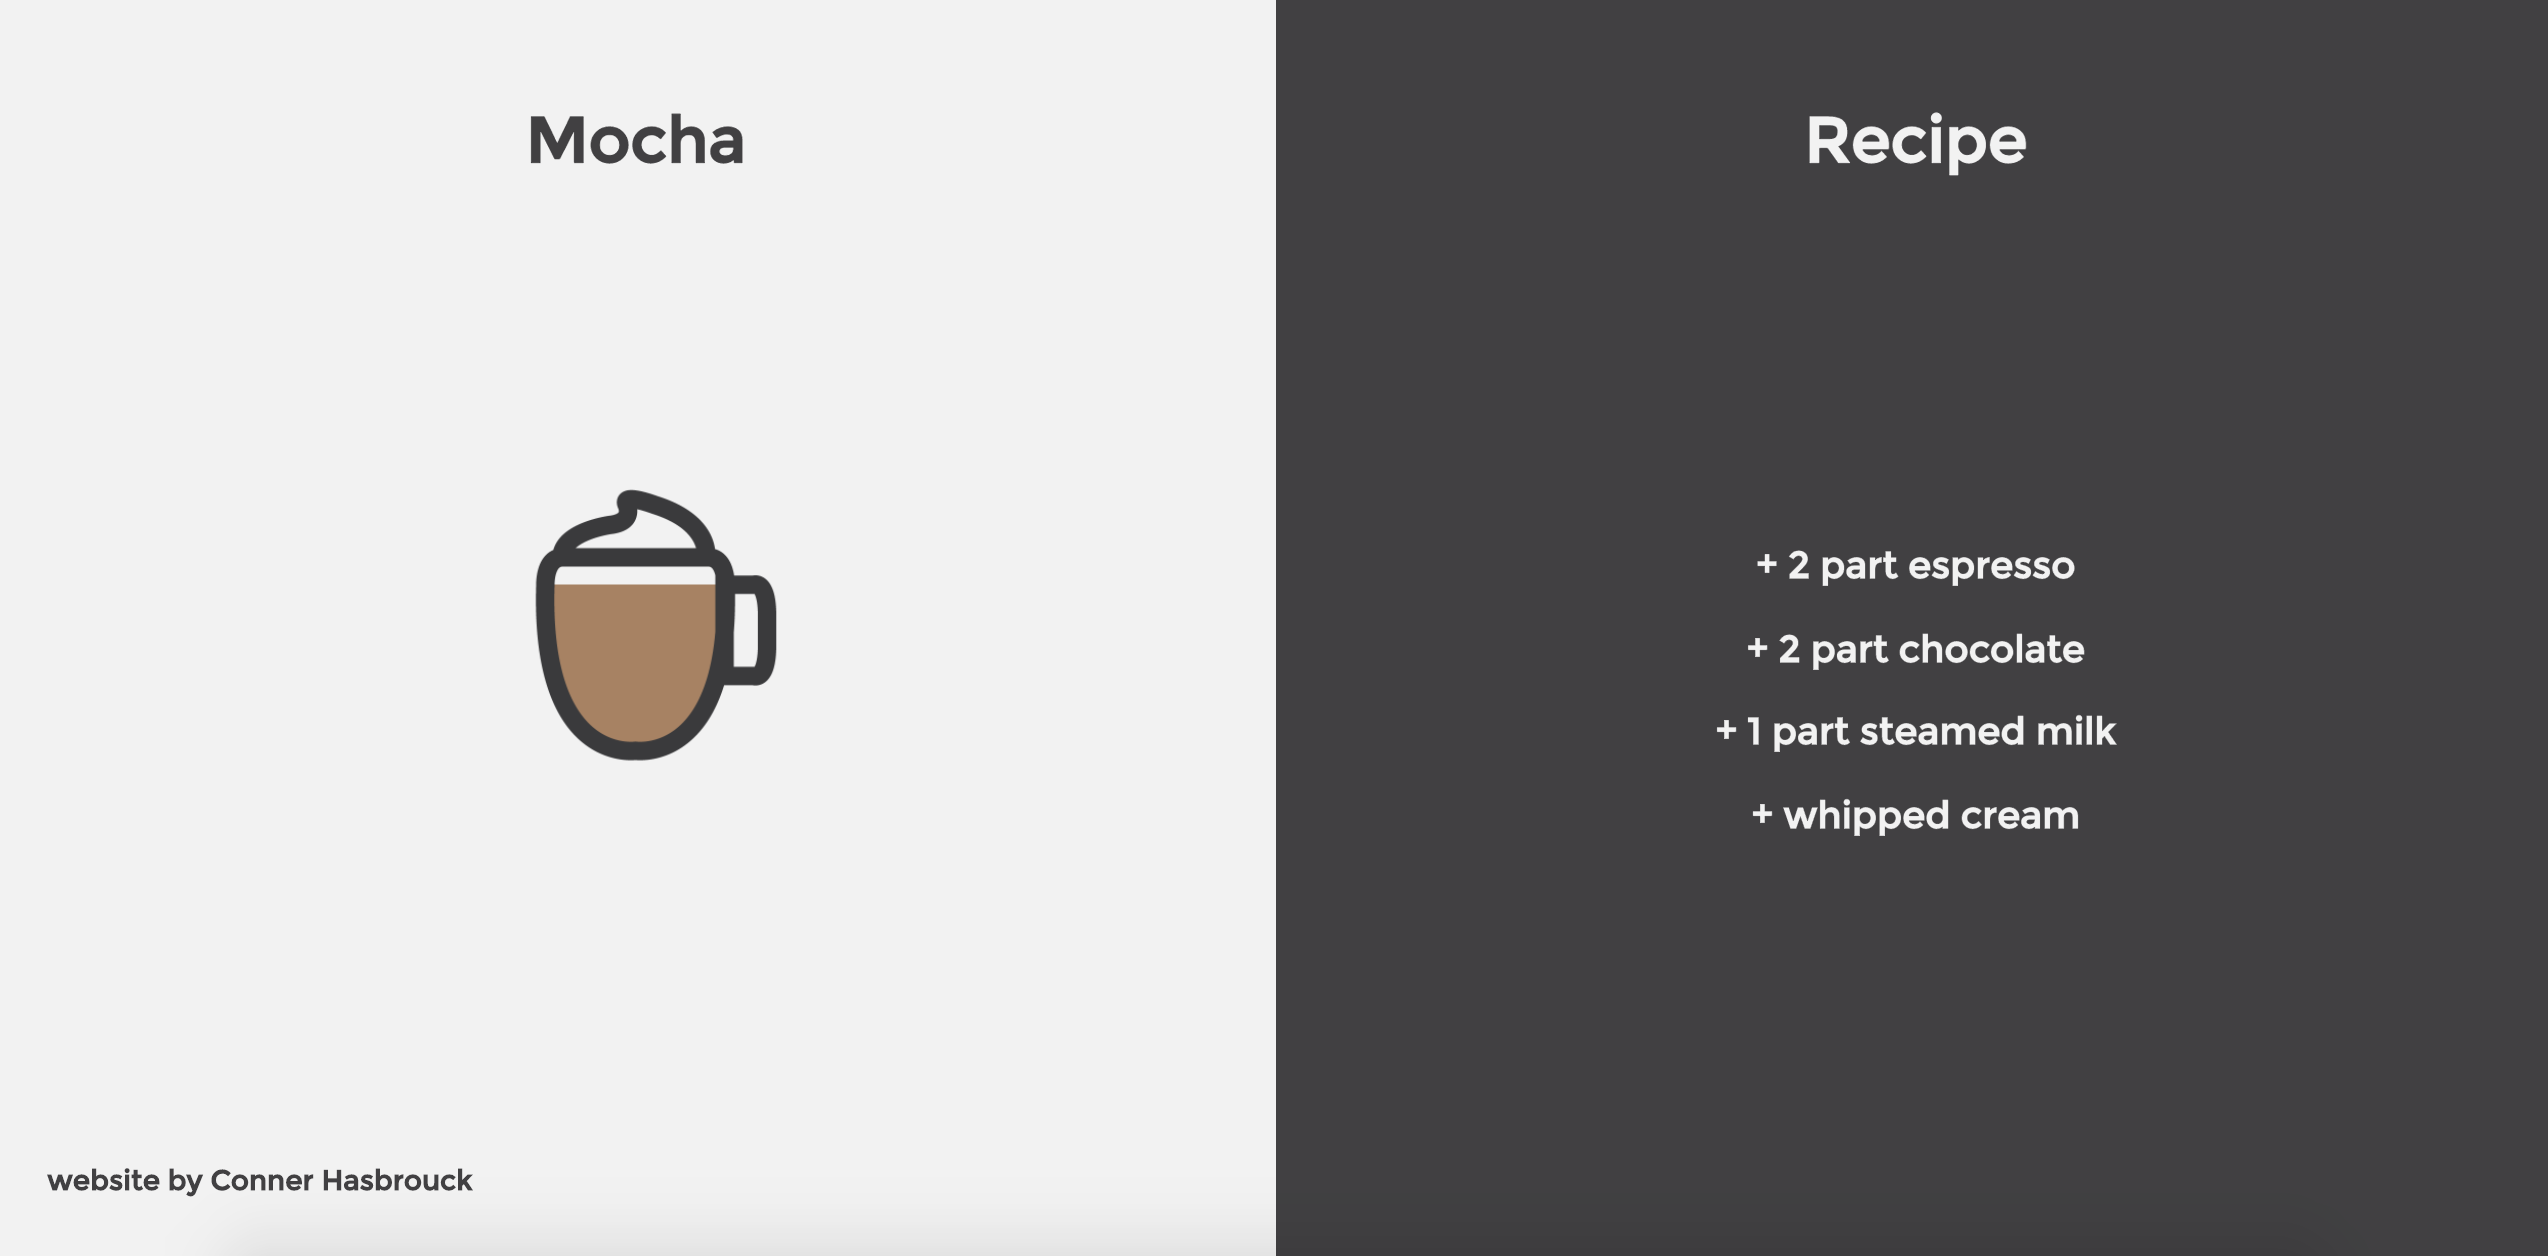 Mocha
website by Conner Hasbrouck
Recipe
+ 2 part espresso
+ 2 part chocolate
+ 1 part steamed milk
+ whipped cream